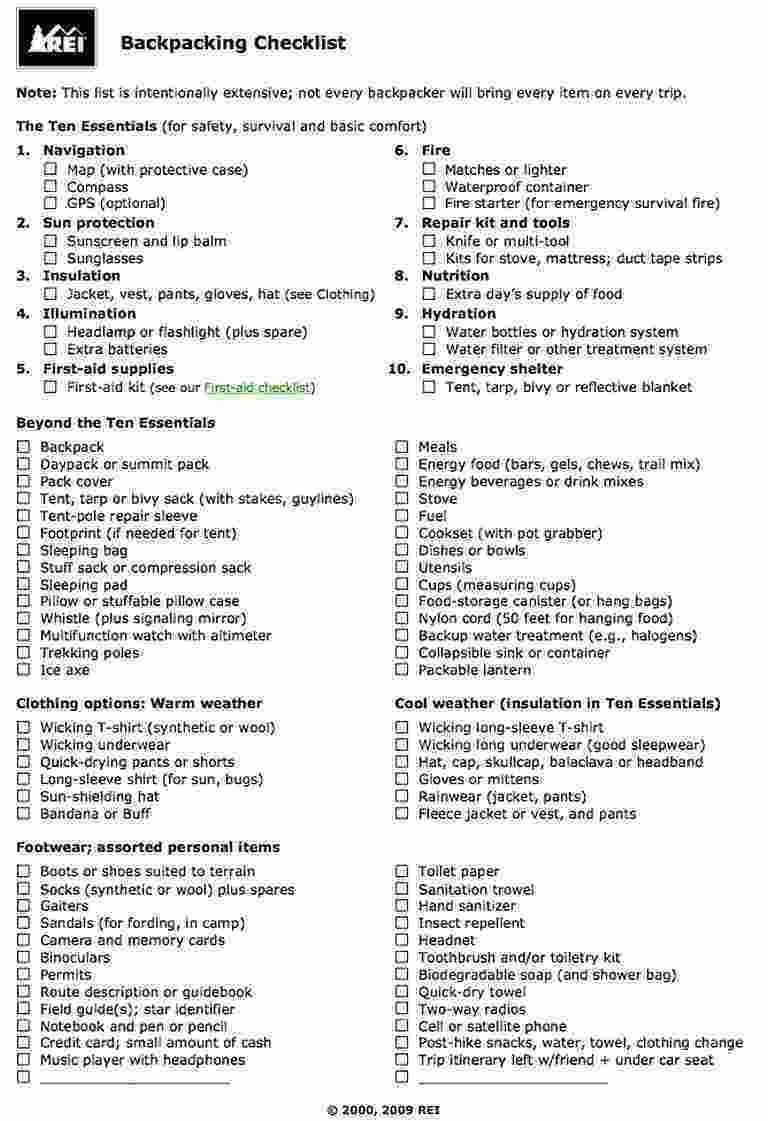 REI
Backpacking Checklist
Note: This list is intentionally extensive; not every backpacker will bring every item on every trip.
The Ten Essentials (for safety, survival and basic comfort)
1. Navigation
Map (with protective case)
Compass
GPS (optional)
2. Sun protection
Sunscreen and lip balm
Sunglasses
3. Insulation
Jacket, vest, pants, gloves, hat (see Clothing)
4. Illumination
Headlamp or flashlight (plus spare)
Extra batteries
5. First-aid supplies
First-aid kit (see our First-aid checklist)
6. Fire
Matches or lighter
Waterproof container
Fire starter (for emergency survival fire)
7. Repair kit and tools
Knife or multi-tool
Kits for stove, mattress; duct tape strips
8. Nutrition
Extra day's supply of food
9. Hydration
Water bottles or hydration system
Water filter or other treatment system
10. Emergency shelter
Tent, tarp, bivy or reflective blanket
Beyond the Ten Essentials
Backpack
Daypack or summit pack
Pack cover
Tent, tarp or bivy sack (with stakes, guylines)
Tent-pole repair sleeve
Footprint (if needed for tent)
Sleeping bag
Stuff sack or compression sack
Sleeping pad
Pillow or stuffable pillow case
Whistle (plus signaling mirror)
Multifunction watch with altimeter
Trekking poles
Ice axe
Meals
Energy food (bars, gels, chews, trail mix)
Energy beverages or drink mixes
Stove
Fuel
Cookset (with pot grabber)
Dishes or bowls
Utensils
Cups (measuring cups)
Food-storage canister (or hang bags)
Nylon cord (50 feet for hanging food)
Backup water treatment (e.g., halogens)
Collapsible sink or container
Packable lantern
Clothing options: Warm weather
Wicking T-shirt (synthetic or wool)
Wicking underwear
Quick-drying pants or shorts
Long-sleeve shirt (for sun, bugs)
Sun-shielding hat
Bandana or Buff
Cool weather (insulation in Ten Essentials)
Wicking long-sleeve T-shirt
Wicking long underwear (good sleepwear)
Hat, cap, skullcap, balaclava or headband
Gloves or mittens
Rainwear (jacket, pants)
Fleece jacket or vest, and pants
Footwear; assorted personal items
Boots or shoes suited to terrain
Socks (synthetic or wool) plus spares
Gaiters
Sandals (for fording, in camp)
Camera and memory cards
Binoculars
Permits
Route description or guidebook
Field guide(s); star identifier
Notebook and pen or pencil
Credit card; small amount of cash
Music player with headphones
Toilet paper
Sanitation trowel
Hand sanitizer
Insect repellent
Headnet
Toothbrush and/or toiletry kit
Biodegradable soap (and shower bag)
Quick-dry towel
Two-way radios
Cell or satellite phone
Post-hike snacks, water, towel, clothing change
Trip itinerary left w/friend + under car seat
© 2000, 2009 REI